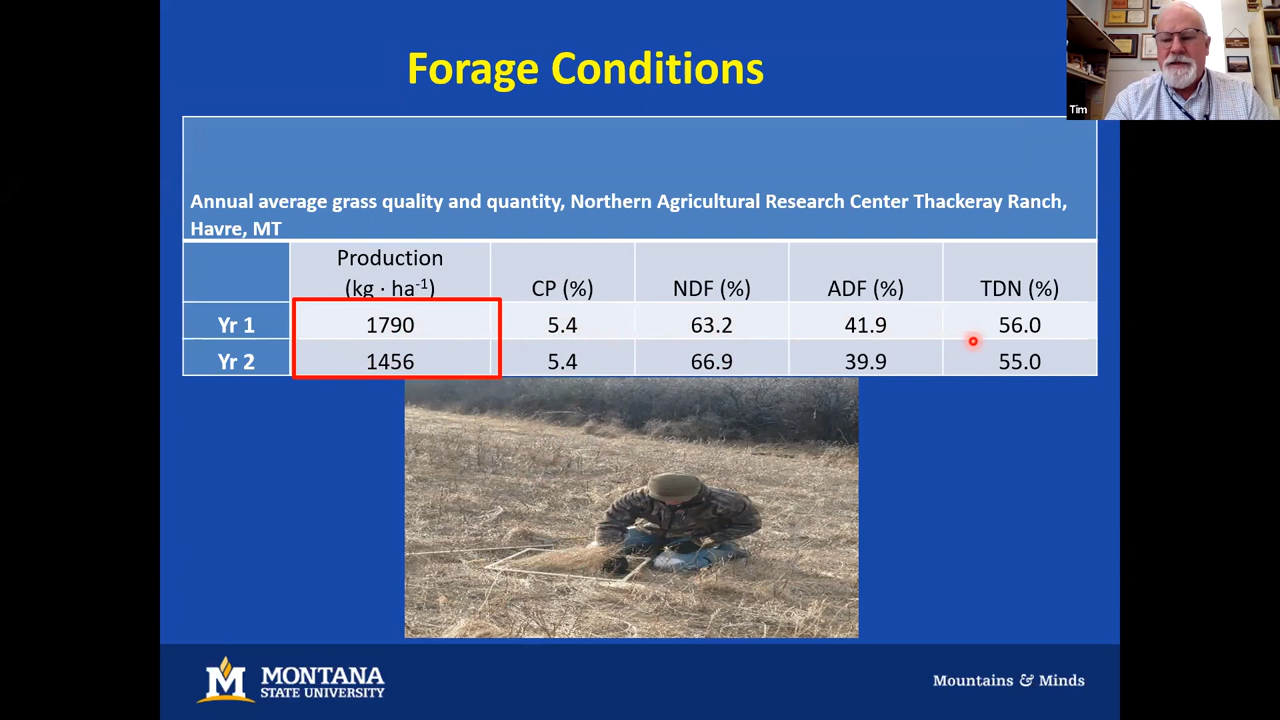 Forage Conditions
Tim
Annual average grass quality and quantity, Northern Agricultural Research Center Thackeray Ranch,
Havre, MT
Production
(kg · ha⁻¹) CP (%) NDF (%) ADF (%) TDN (%)
Yr 1 1790 5.4 63.2 41.9 56.0
Yr 2 1456 5.4 66.9 39.9 55.0
M MONTANA
STATE UNIVERSITY
Mountains & Minds